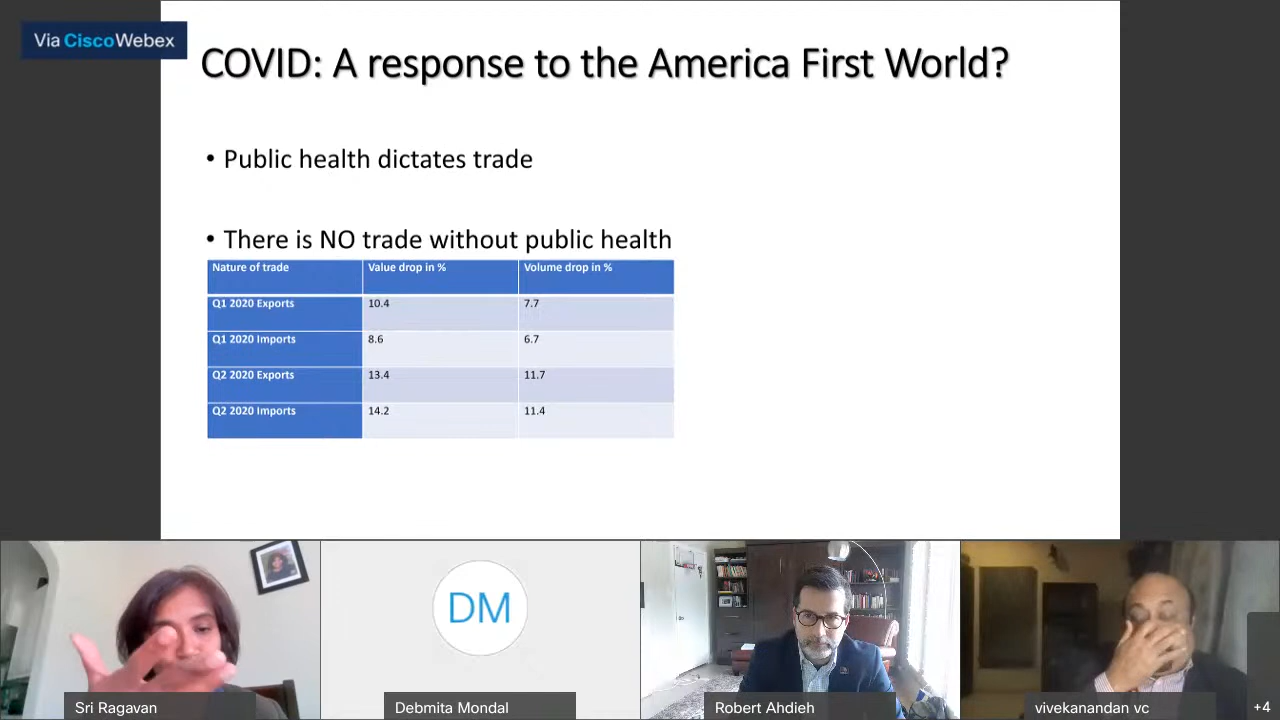 Via Cisco Webex
COVID: A response to the America First World?
• Public health dictates trade
• There is NO trade without public health
Nature of trade Value drop in % Volume drop in %
Q1 2020 Exports 10.4 7.7
Q1 2020 Imports 8.6 6.7
Q2 2020 Exports 13.4 11.7
Q2 2020 Imports 14.2 11.4
DM
Sri Ragavan Debmita Mondal Robert Ahdieh vivekanandan vc +4